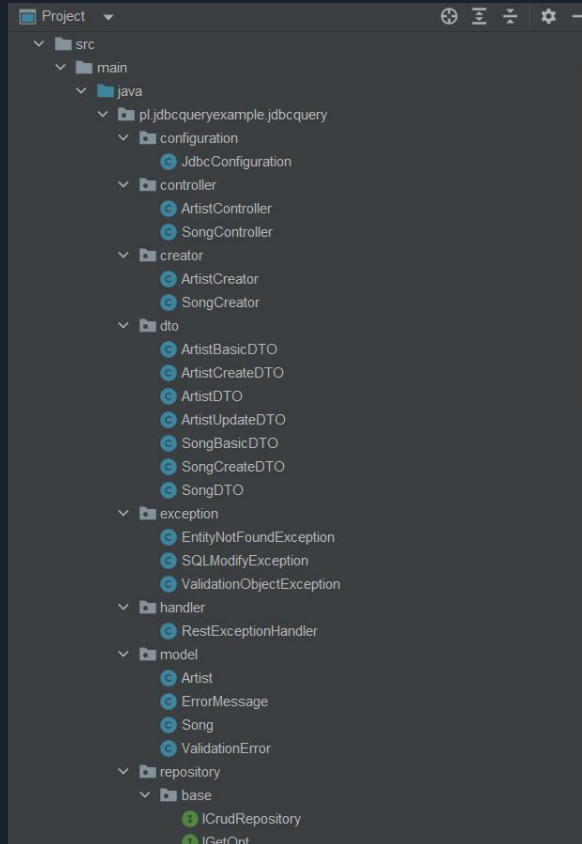 Project
src
main
java
pl.jdbcqueryexample.jdbcquery
configuration
JdbcConfiguration
controller
ArtistController
SongController
creator
ArtistCreator
SongCreator
dto
ArtistBasicDTO
ArtistCreateDTO
ArtistDTO
ArtistUpdateDTO
SongBasicDTO
SongCreateDTO
SongDTO
exception
EntityNotFoundException
SQLModifyException
ValidationObjectException
handler
RestExceptionHandler
model
Artist
ErrorMessage
Song
ValidationError
repository
base
ICrudRepository
IGetOpt